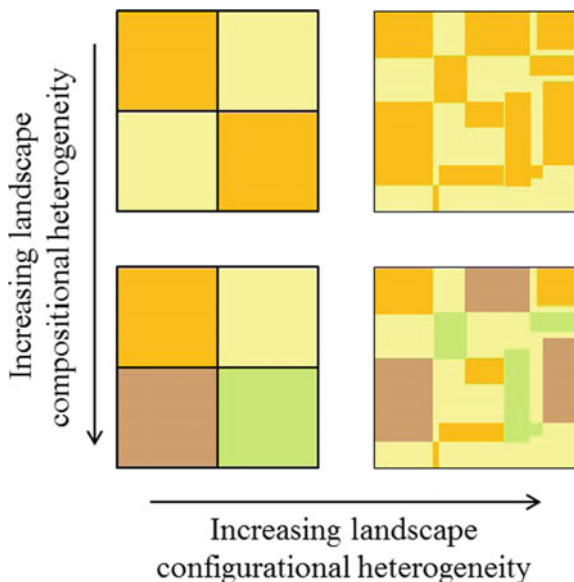 Increasing landscape
compositional heterogeneity
Increasing landscape
configurational heterogeneity